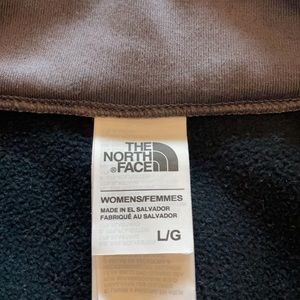 THE
NORTH
®FACE
WOMENS/FEMMES
MADE IN EL SALVADOR
FABRIQUÉ AU SALVADOR
L/G